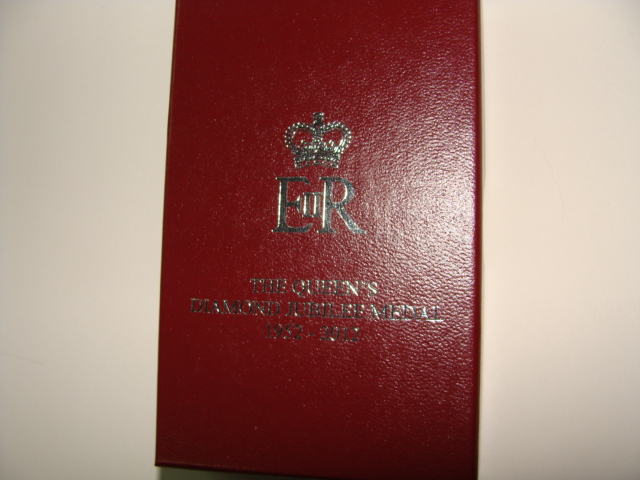 EIIR
THE QUEEN'S
DIAMOND JUBILEE MEDAL
1952 - 2012